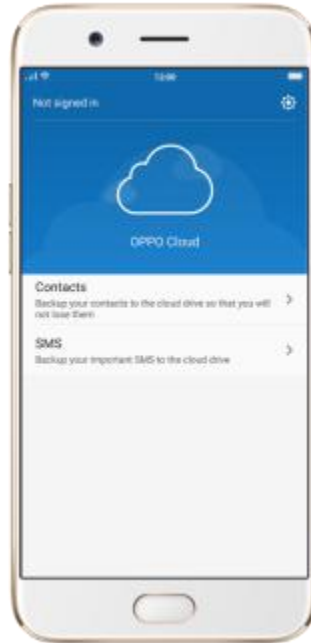 12:00
Not signed in
OPPO Cloud
Contacts
Backup your contacts to the cloud drive so that you will
not lose them
SMS
Backup your important SMS to the cloud drive